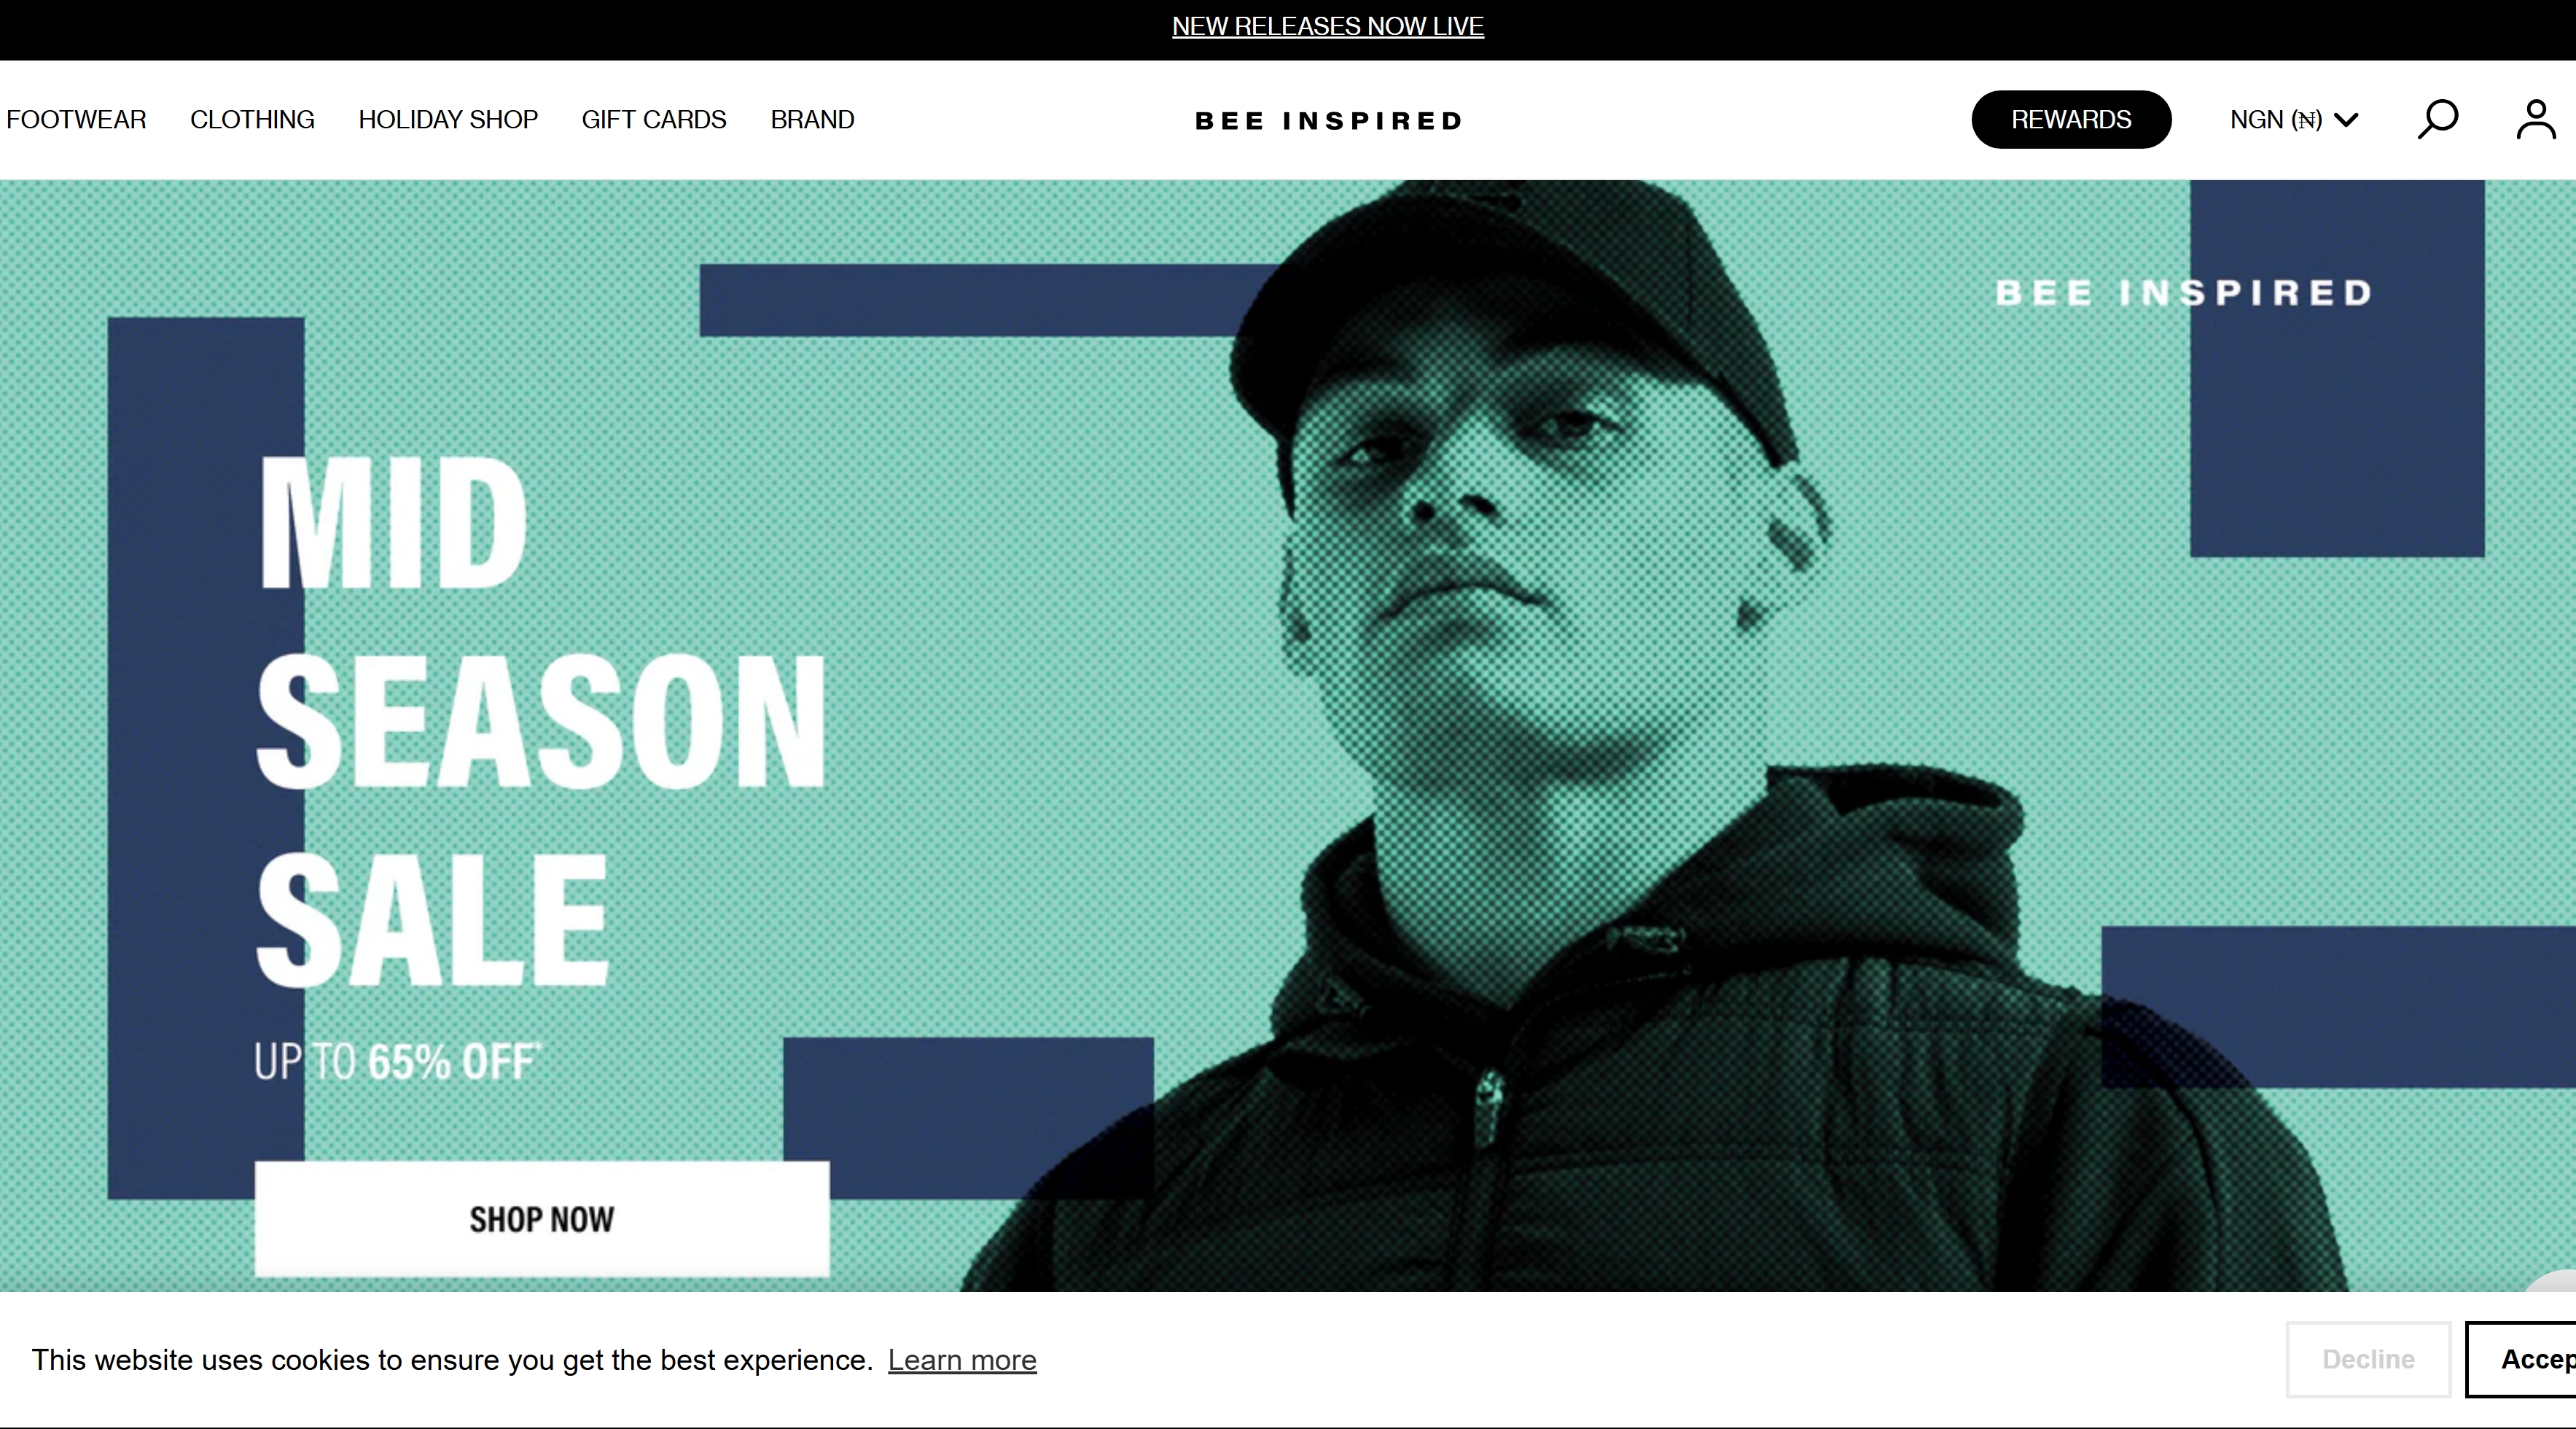 NEW RELEASES NOW LIVE
FOOTWEAR CLOTHING HOLIDAY SHOP GIFT CARDS BRAND BEE INSPIRED REWARDS NGN (₦)
BEE INSPIRED
MID
SEASON
SALE
UP TO 65% OFF*
SHOP NOW
This website uses cookies to ensure you get the best experience. Learn more Decline Accep